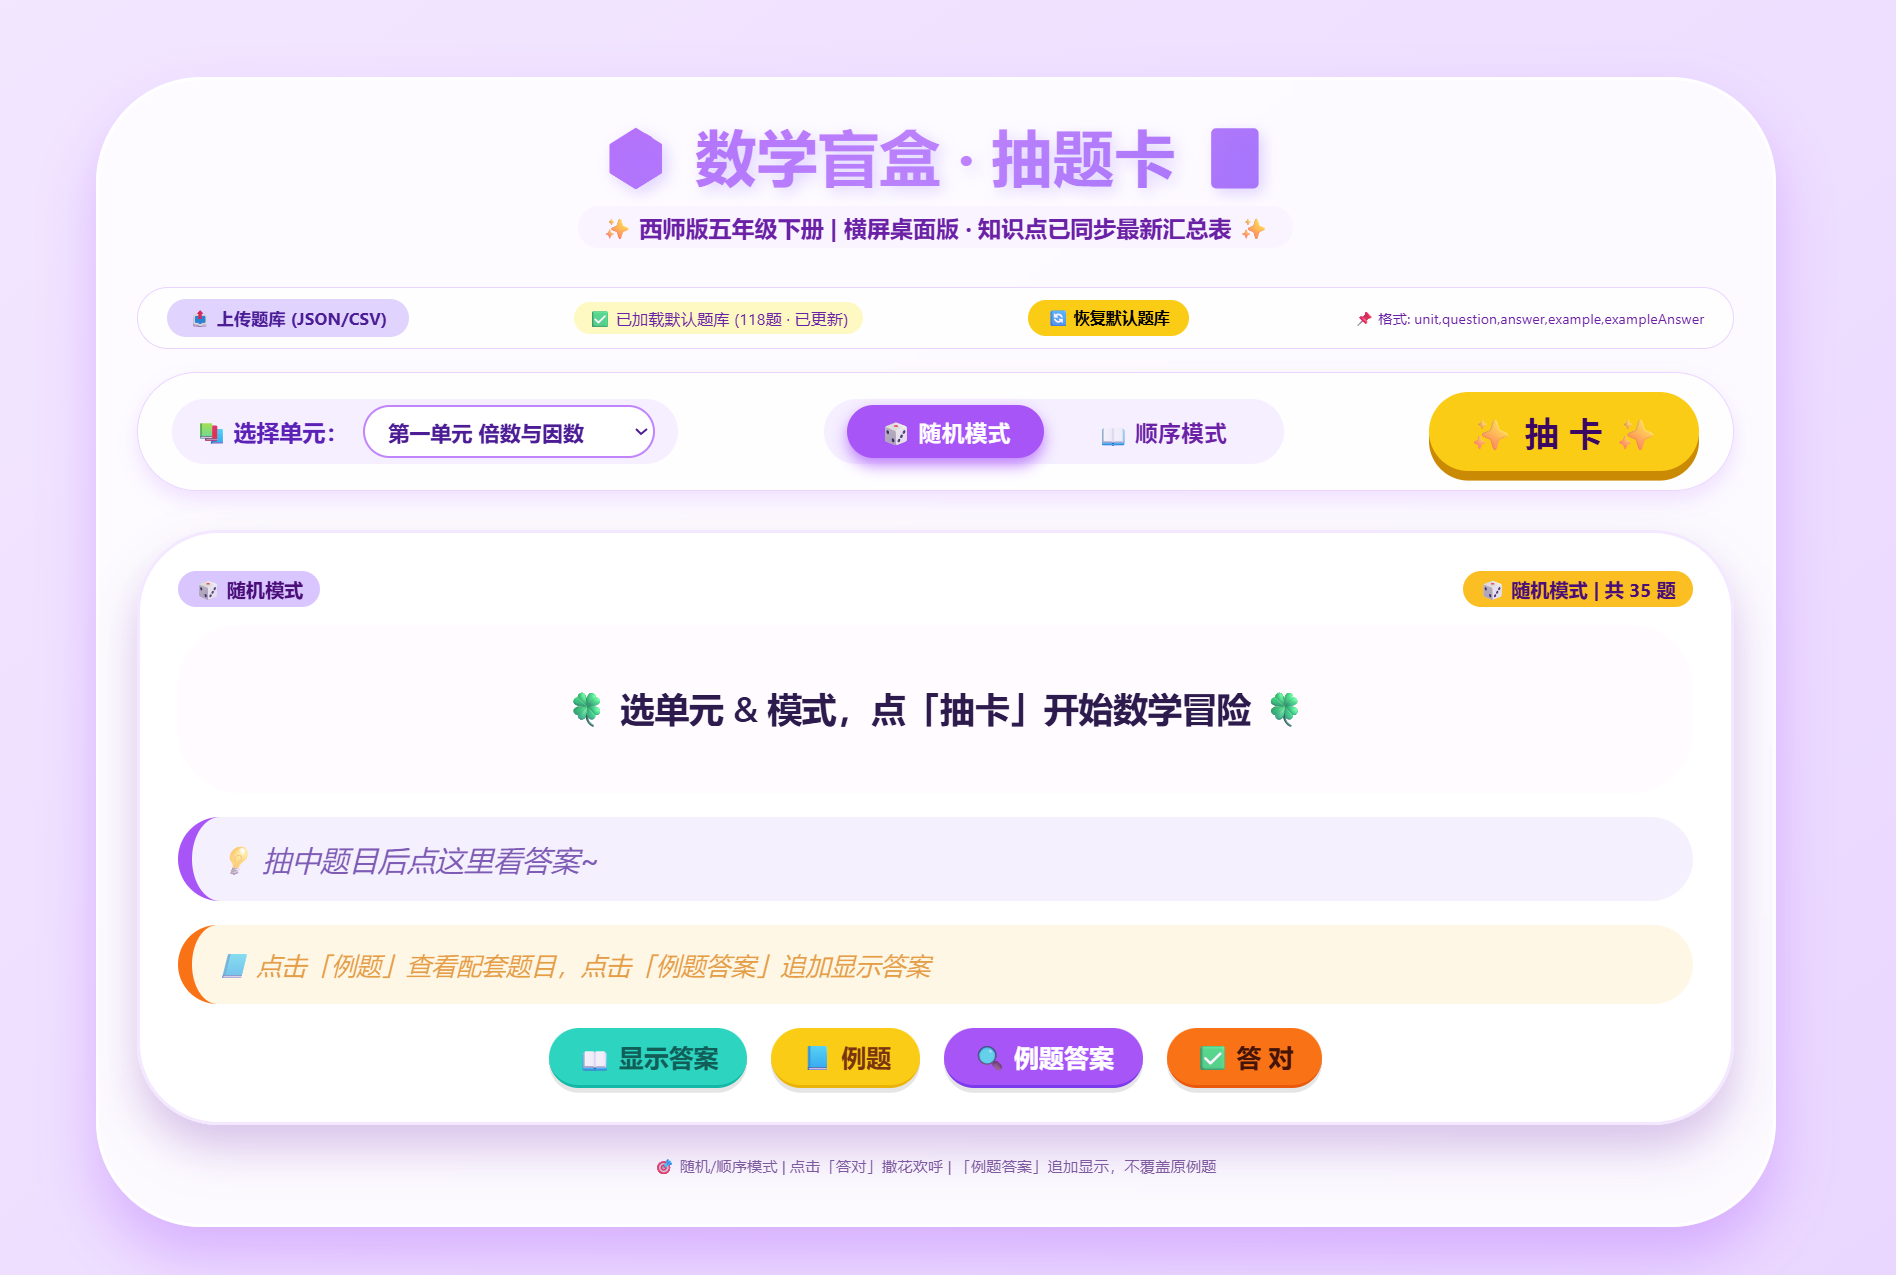 数学盲盒 · 抽题卡
✨ 西师版五年级下册 | 横屏桌面版 · 知识点已同步最新汇总表 ✨
📤 上传题库 (JSON/CSV)
✅ 已加载默认题库 (118题 · 已更新)
🔄 恢复默认题库
📌 格式: unit,question,answer,example,exampleAnswer
📚 选择单元：
第一单元 倍数与因数
🎲 随机模式
📖 顺序模式
✨ 抽 卡 ✨
🎲 随机模式
🎲 随机模式 | 共 35 题
🍀 选单元 & 模式，点「抽卡」开始数学冒险 🍀
💡 抽中题目后点这里看答案~
📘 点击「例题」查看配套题目，点击「例题答案」追加显示答案
📖 显示答案
📘 例题
🔍 例题答案
✅ 答 对
🎯 随机/顺序模式 | 点击「答对」撒花欢呼 | 「例题答案」追加显示，不覆盖原例题